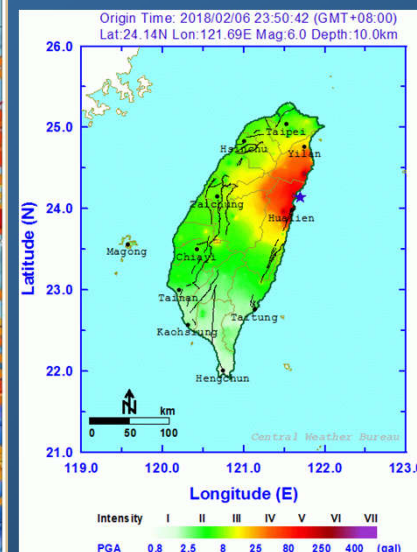 Origin Time: 2018/02/06 23:50:42 (GMT+08:00)
Lat:24.14N Lon:121.69E Mag:6.0 Depth:10.0km
26.0
25.0
24.0
23.0
22.0
21.0
Latitude (N)
Taipei
Hsinchu
Yilan
Taichung
Hualien
Magong
Chiayi
Tainan
Taitung
Kaohsiung
Hengchun
N
km
0 50 100
Central Weather Bureau
119.0 120.0 121.0 122.0 123.0
Longitude (E)
Intensity I II III IV V VI VII
PGA 0.8 2.5 8 25 80 250 400 (gal)